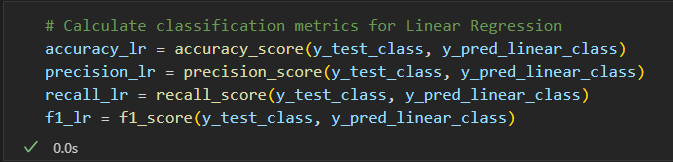 # Calculate classification metrics for Linear Regression
accuracy_lr = accuracy_score(y_test_class, y_pred_linear_class)
precision_lr = precision_score(y_test_class, y_pred_linear_class)
recall_lr = recall_score(y_test_class, y_pred_linear_class)
f1_lr = f1_score(y_test_class, y_pred_linear_class)
✓ 0.0s